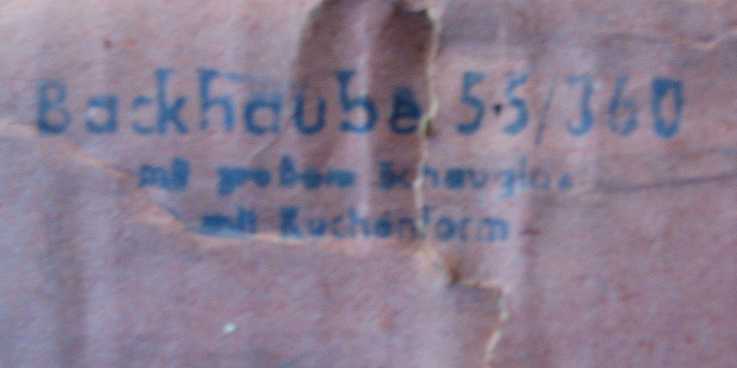 Backhaube 55/360
mit großem Schauglas
mit Kuchenform